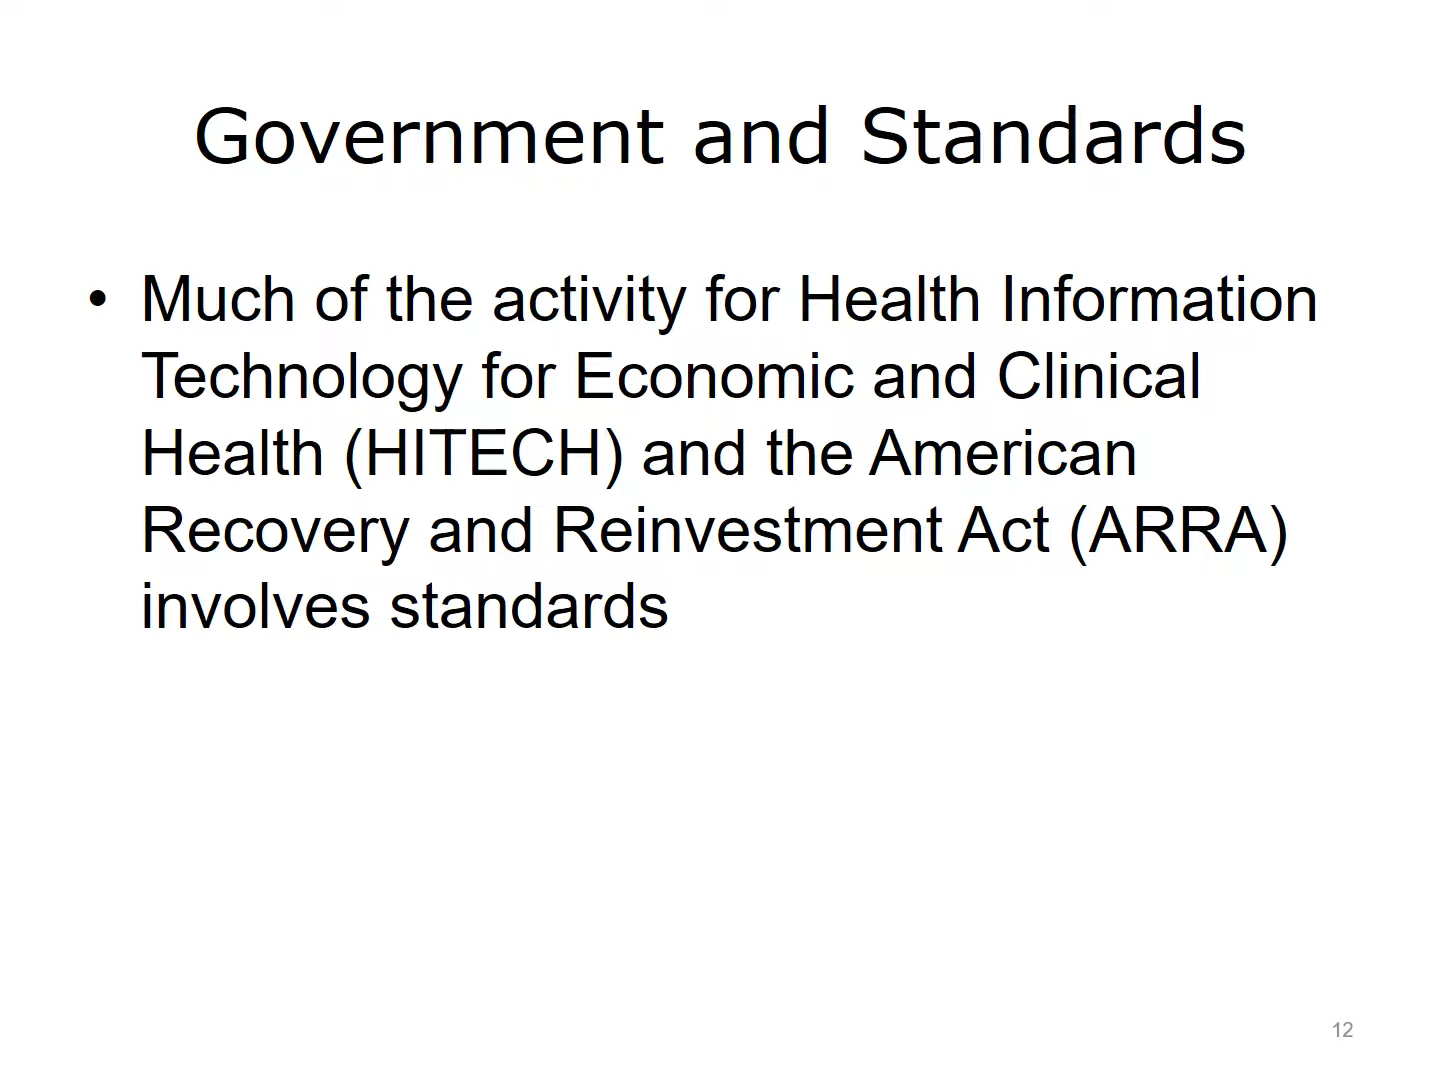 Government and Standards
• Much of the activity for Health Information
Technology for Economic and Clinical
Health (HITECH) and the American
Recovery and Reinvestment Act (ARRA)
involves standards
12